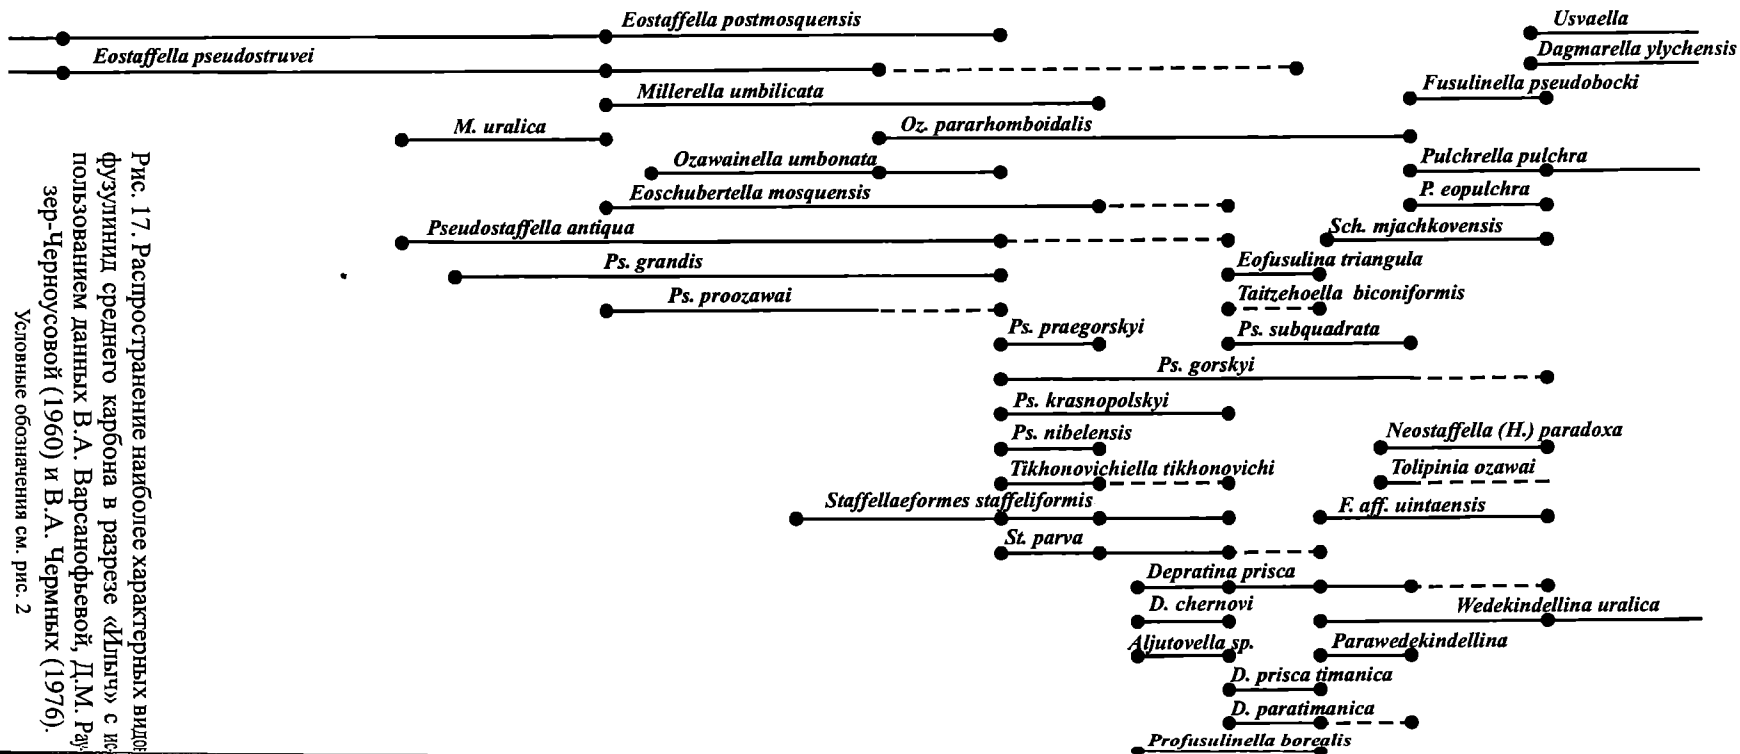 Eostaffella postmosquensis
Usvaella
Eostaffella pseudostruvei
Dagmarella ylychensis
Millerella umbilicata
Fusulinella pseudobocki
M. uralica
Oz. pararhomboidalis
Ozawainella umbonata
Pulchrella pulchra
Eoschubertella mosquensis
P. eopulchra
Pseudostaffella antiqua
Sch. mjachkovensis
Ps. grandis
Eofusulina triangula
Ps. proozawai
Taitzehoella biconiformis
Ps. praegorskyi
Ps. subquadrata
Ps. gorskyi
Ps. krasnopolskyi
Ps. nibelensis
Neostaffella (H.) paradoxa
Tikhonovichiella tikhonovichi
Tolipinia ozawai
Staffellaeformes staffeliformis
F. aff. uintaensis
St. parva
Depratina prisca
D. chernovi
Wedekindellina uralica
Aljutovella sp.
Parawedekindellina
D. prisca timanica
D. paratimanica
Profusulinella borealis
Рис. 17. Распространение наиболее характерных видов
фузулинид среднего карбона в разрезе «Илыч» с ис-
пользованием данных В.А. Варсанофьевой, Д.М. Рау-
зер-Черноусовой (1960) и В.А. Чермных (1976).
Условные обозначения см. рис. 2